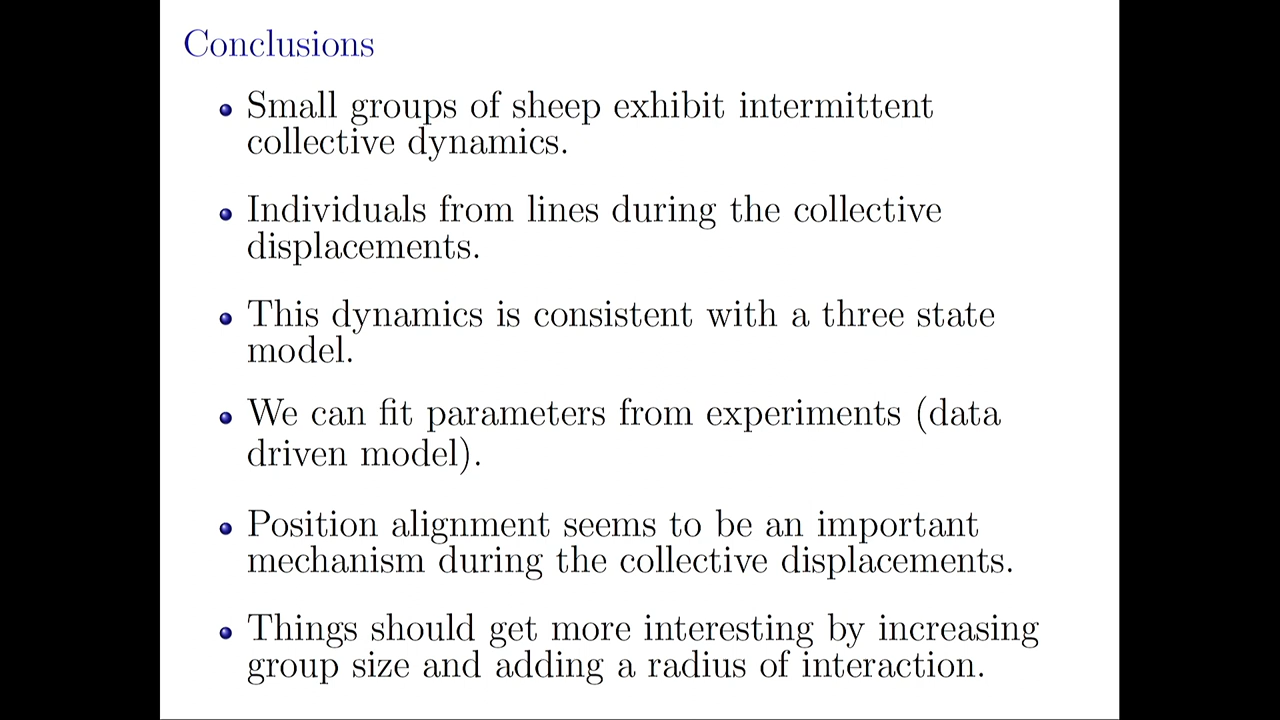 Conclusions
Small groups of sheep exhibit intermittent
collective dynamics.
Individuals from lines during the collective
displacements.
This dynamics is consistent with a three state
model.
We can fit parameters from experiments (data
driven model).
Position alignment seems to be an important
mechanism during the collective displacements.
Things should get more interesting by increasing
group size and adding a radius of interaction.